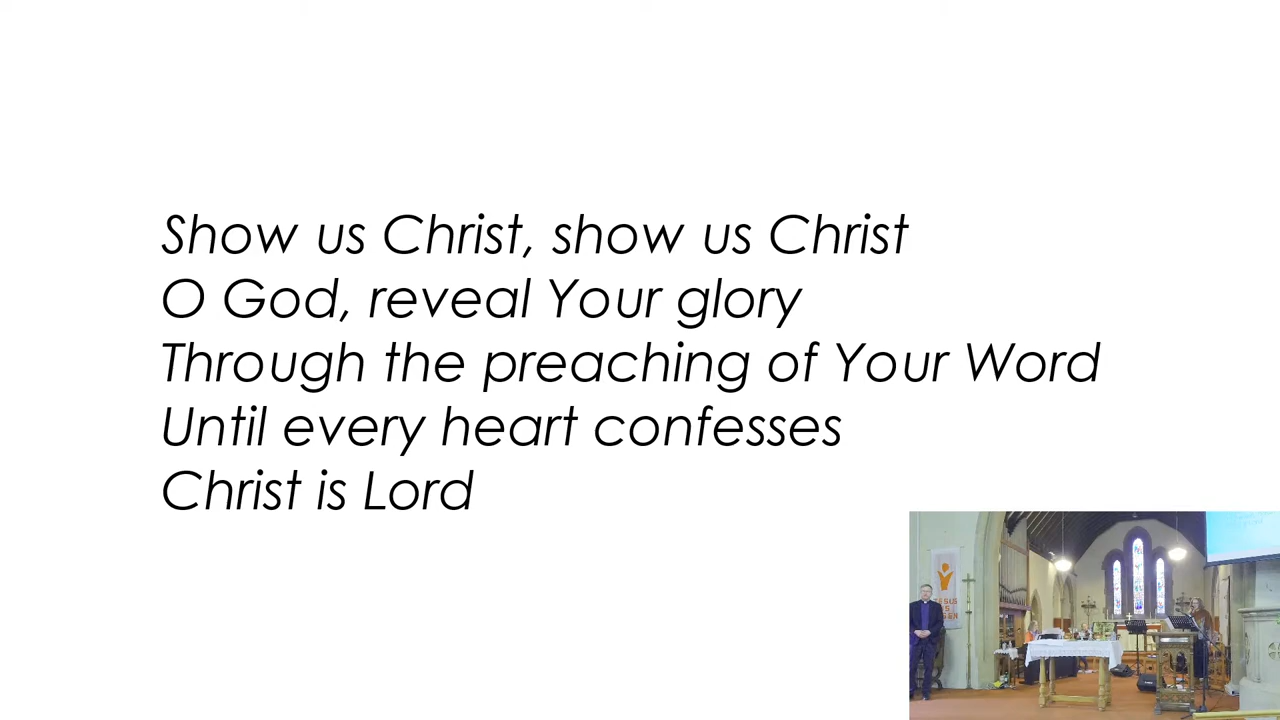 Show us Christ, show us Christ
O God, reveal Your glory
Through the preaching of Your Word
Until every heart confesses
Christ is Lord